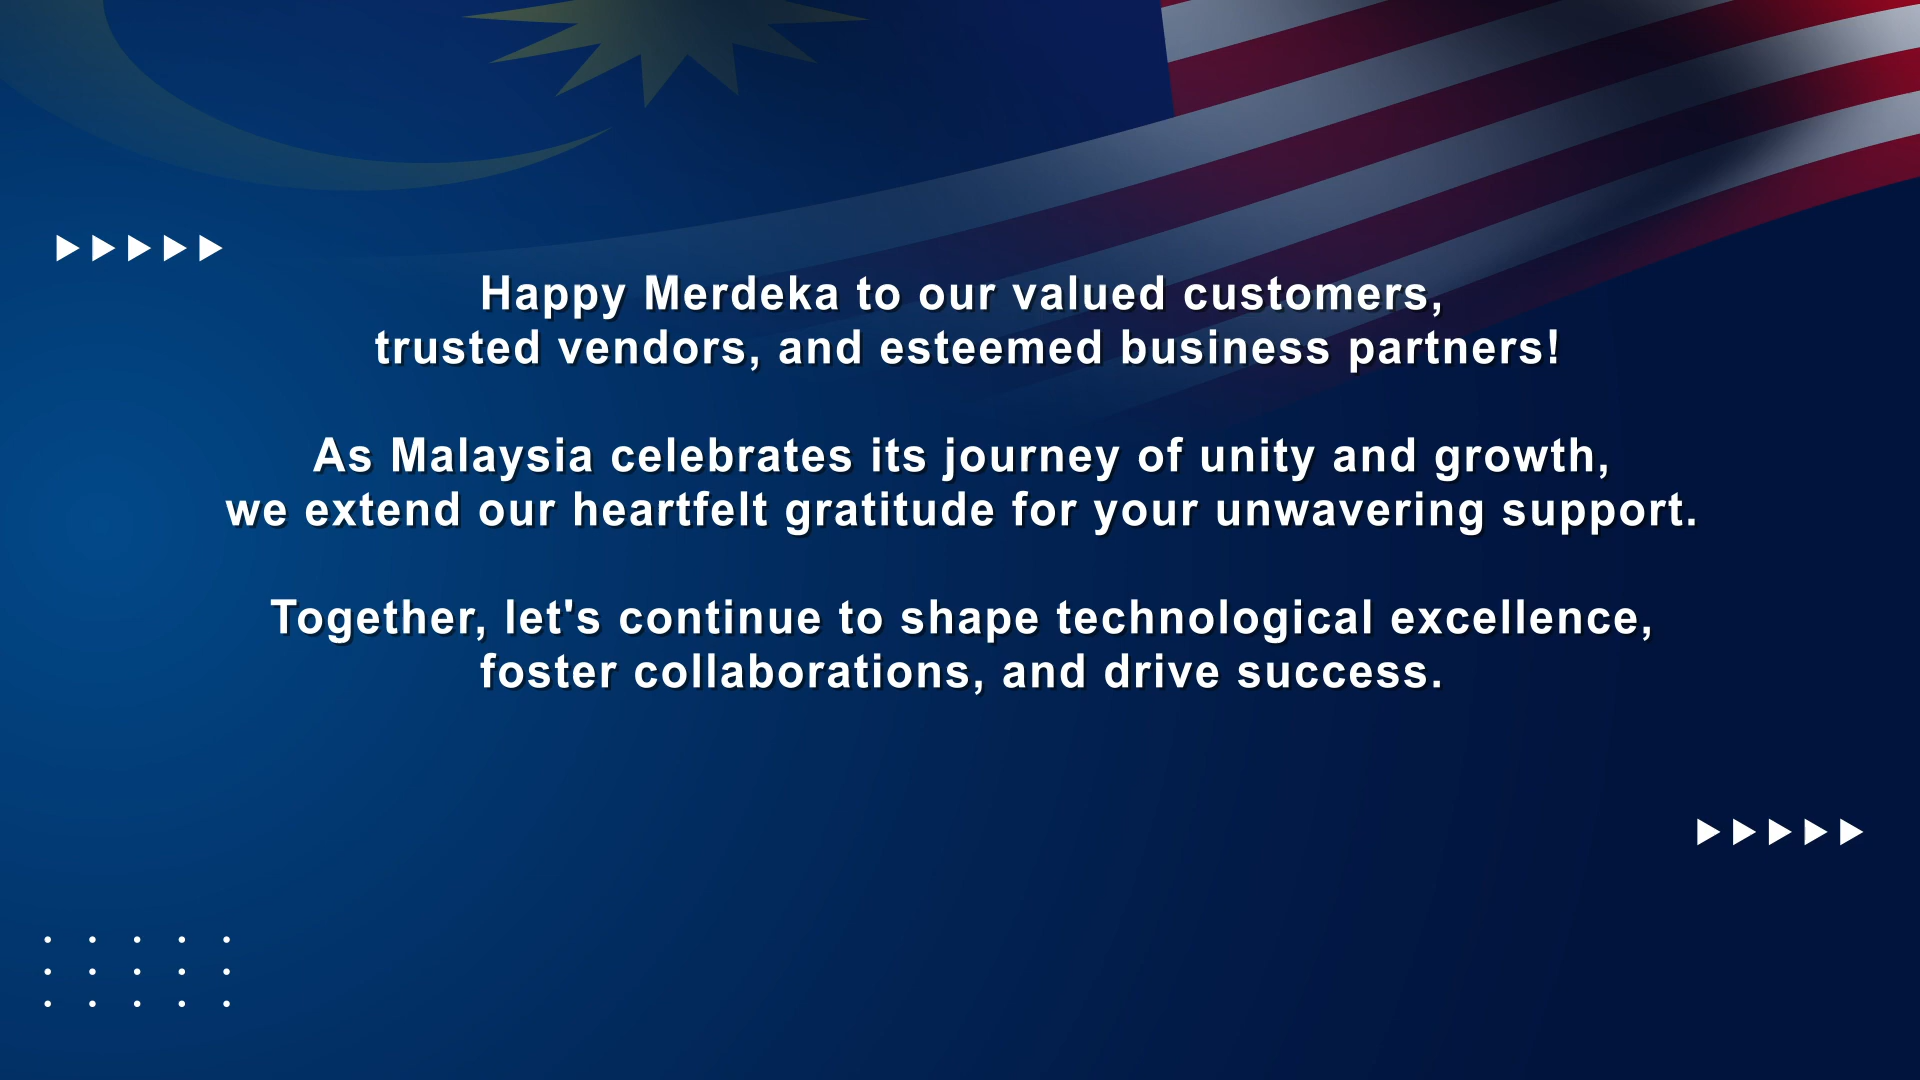 Happy Merdeka to our valued customers,
trusted vendors, and esteemed business partners!
As Malaysia celebrates its journey of unity and growth,
we extend our heartfelt gratitude for your unwavering support.
Together, let's continue to shape technological excellence,
foster collaborations, and drive success.